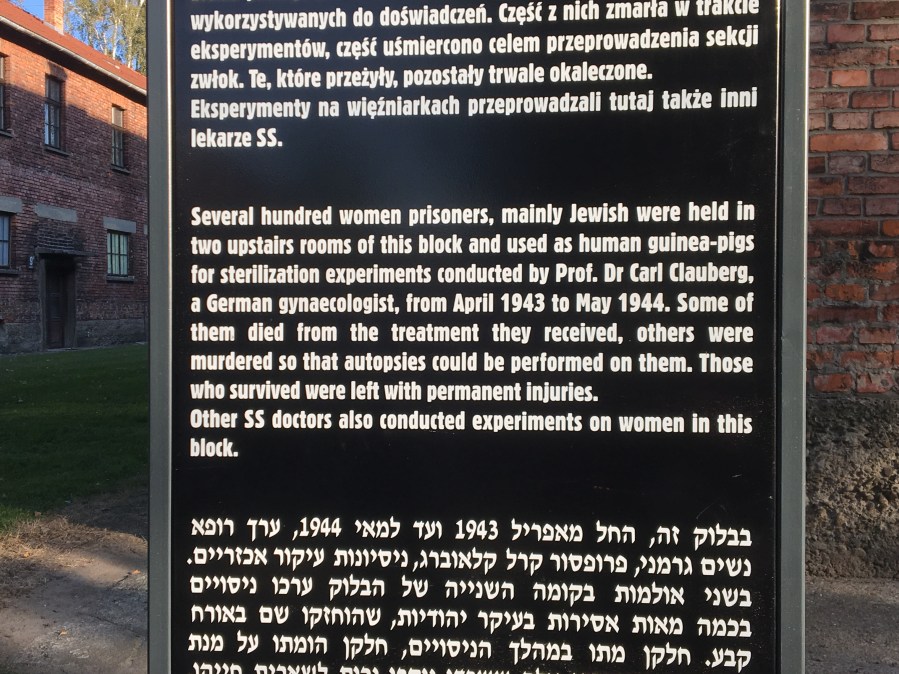 wykorzystywanych do doświadczeń. Część z nich zmarła w trakcie
eksperymentów, część uśmiercono celem przeprowadzenia sekcji
zwłok. Te, które przeżyły, pozostały trwale okaleczone.
Eksperymenty na więźniarkach przeprowadzali tutaj także inni
lekarze SS.
Several hundred women prisoners, mainly Jewish were held in
two upstairs rooms of this block and used as human guinea-pigs
for sterilization experiments conducted by Prof. Dr Carl Clauberg,
a German gynaecologist, from April 1943 to May 1944. Some of
them died from the treatment they received, others were
murdered so that autopsies could be performed on them. Those
who survived were left with permanent injuries.
Other SS doctors also conducted experiments on women in this
block.
בבלוק זה, החל מאפריל 1943 ועד למאי 1944, ערך רופא
נשים גרמני, פרופסור קרל קלאוברג, ניסיונות עיקור אכזריים.
בשני אולמות בקומה השנייה של הבלוק ערכו ניסויים
בכמה מאות אסירות בעיקר יהודיות, שהוחזקו שם באורח
קבע. חלקן מתו במהלך הניסויים, חלקן הומתו על מנת